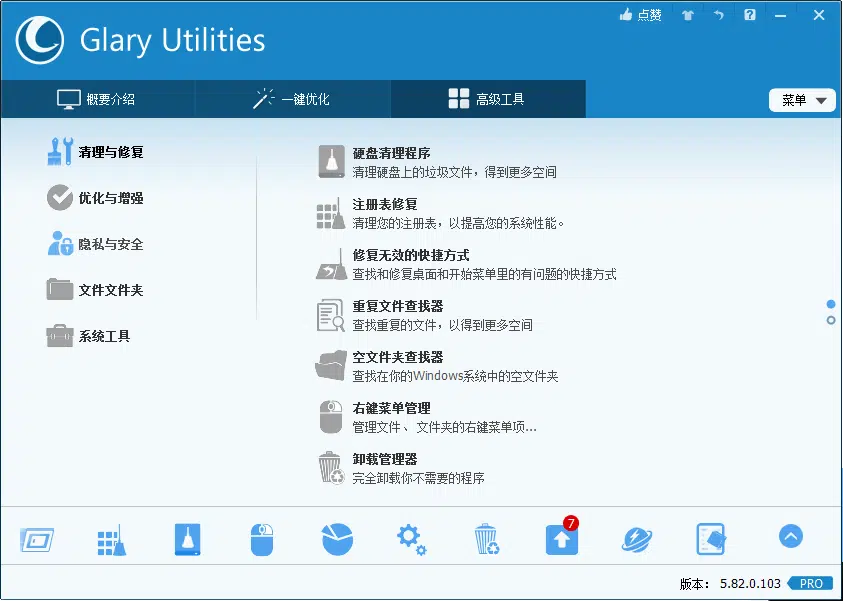 点赞
Glary Utilities
概要介绍
一键优化
高级工具
菜单
清理与修复
优化与增强
隐私与安全
文件文件夹
系统工具
硬盘清理程序
清理硬盘上的垃圾文件，得到更多空间
注册表修复
清理您的注册表，以提高您的系统性能。
修复无效的快捷方式
查找和修复桌面和开始菜单里的有问题的快捷方式
重复文件查找器
查找重复的文件，以得到更多空间
空文件夹查找器
查找在你的Windows系统中的空文件夹
右键菜单管理
管理文件、文件夹的右键菜单项...
卸载管理器
完全卸载你不需要的程序
7
版本： 5.82.0.103 PRO